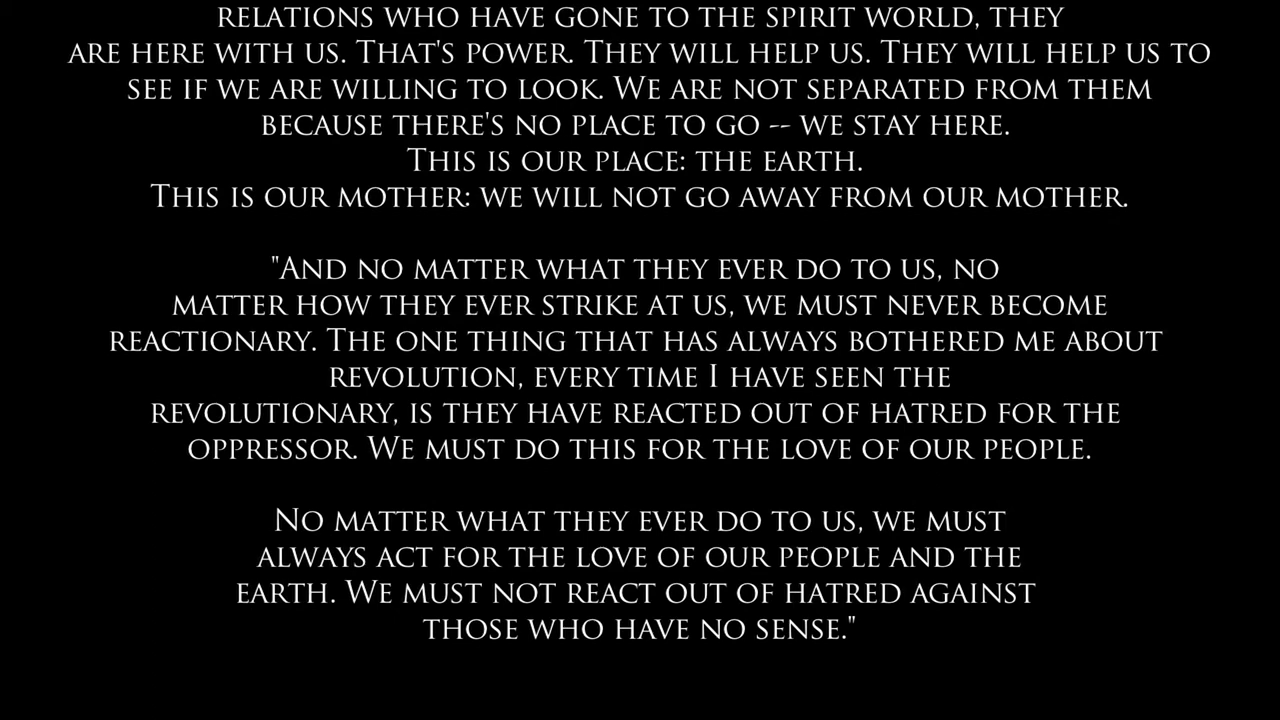 RELATIONS WHO HAVE GONE TO THE SPIRIT WORLD, THEY
ARE HERE WITH US. THAT'S POWER. THEY WILL HELP US. THEY WILL HELP US TO
SEE IF WE ARE WILLING TO LOOK. WE ARE NOT SEPARATED FROM THEM
BECAUSE THERE'S NO PLACE TO GO -- WE STAY HERE.
THIS IS OUR PLACE: THE EARTH.
THIS IS OUR MOTHER: WE WILL NOT GO AWAY FROM OUR MOTHER.
"AND NO MATTER WHAT THEY EVER DO TO US, NO
MATTER HOW THEY EVER STRIKE AT US, WE MUST NEVER BECOME
REACTIONARY. THE ONE THING THAT HAS ALWAYS BOTHERED ME ABOUT
REVOLUTION, EVERY TIME I HAVE SEEN THE
REVOLUTIONARY, IS THEY HAVE REACTED OUT OF HATRED FOR THE
OPPRESSOR. WE MUST DO THIS FOR THE LOVE OF OUR PEOPLE.
NO MATTER WHAT THEY EVER DO TO US, WE MUST
ALWAYS ACT FOR THE LOVE OF OUR PEOPLE AND THE
EARTH. WE MUST NOT REACT OUT OF HATRED AGAINST
THOSE WHO HAVE NO SENSE."